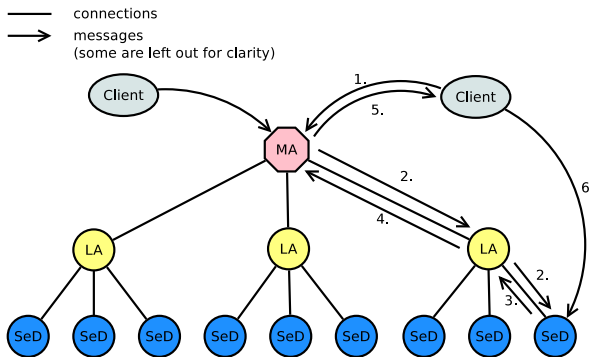 connections
messages
(some are left out for clarity)
1.
Client
Client
5.
MA
2.
6
4.
LA
LA
LA
2.
3.
SeD
SeD
SeD
SeD
SeD
SeD
SeD
SeD
SeD